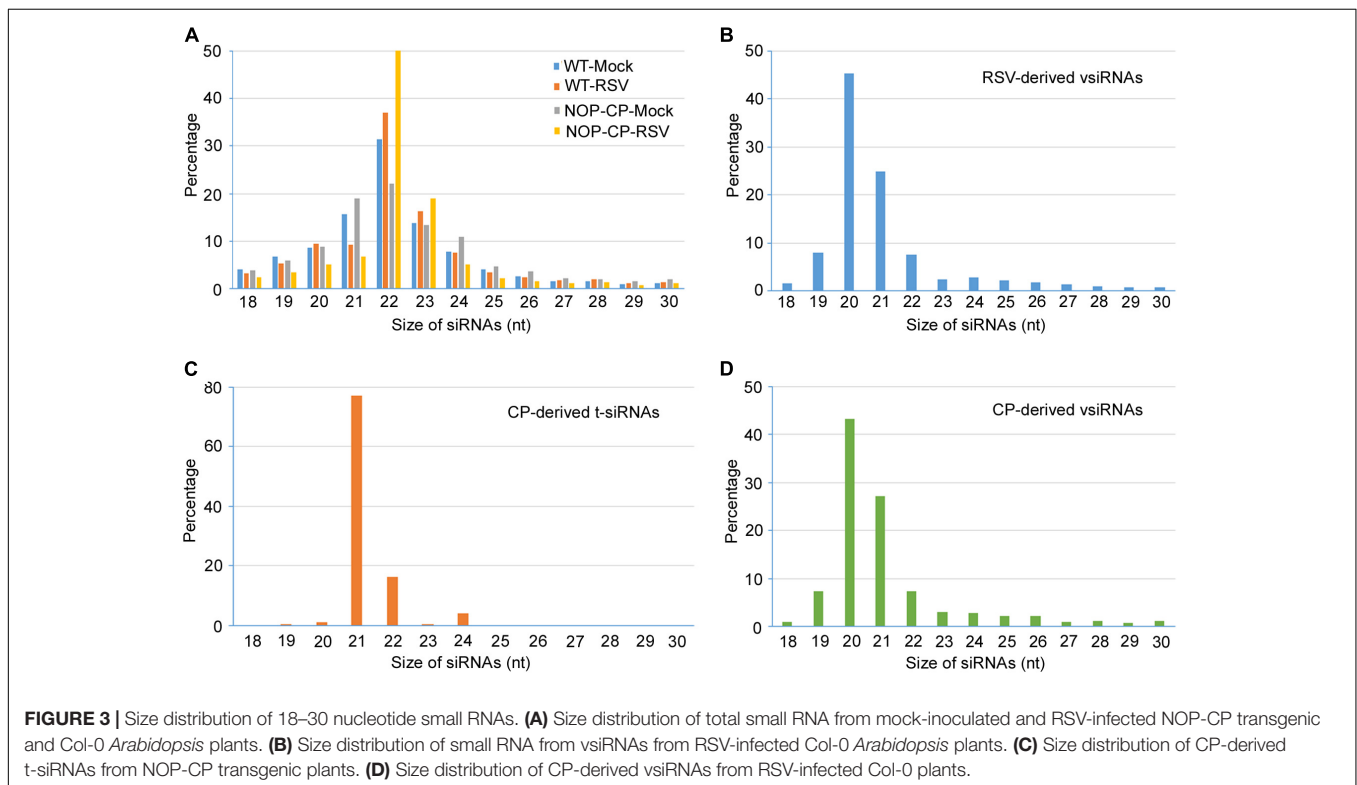 A
50
40
30
20
10
0
Percentage
WT-Mock
WT-RSV
NOP-CP-Mock
NOP-CP-RSV
18 19 20 21 22 23 24 25 26 27 28 29 30
Size of siRNAs (nt)
B
50
40
30
20
10
0
Percentage
RSV-derived vsiRNAs
18 19 20 21 22 23 24 25 26 27 28 29 30
Size of siRNAs (nt)
C
80
60
40
20
0
Percentage
CP-derived t-siRNAs
18 19 20 21 22 23 24 25 26 27 28 29 30
Size of siRNAs (nt)
D
50
40
30
20
10
0
Percentage
CP-derived vsiRNAs
18 19 20 21 22 23 24 25 26 27 28 29 30
Size of siRNAs (nt)
FIGURE 3 | Size distribution of 18–30 nucleotide small RNAs. (A) Size distribution of total small RNA from mock-inoculated and RSV-infected NOP-CP transgenic
and Col-0 Arabidopsis plants. (B) Size distribution of small RNA from vsiRNAs from RSV-infected Col-0 Arabidopsis plants. (C) Size distribution of CP-derived
t-siRNAs from NOP-CP transgenic plants. (D) Size distribution of CP-derived vsiRNAs from RSV-infected Col-0 plants.